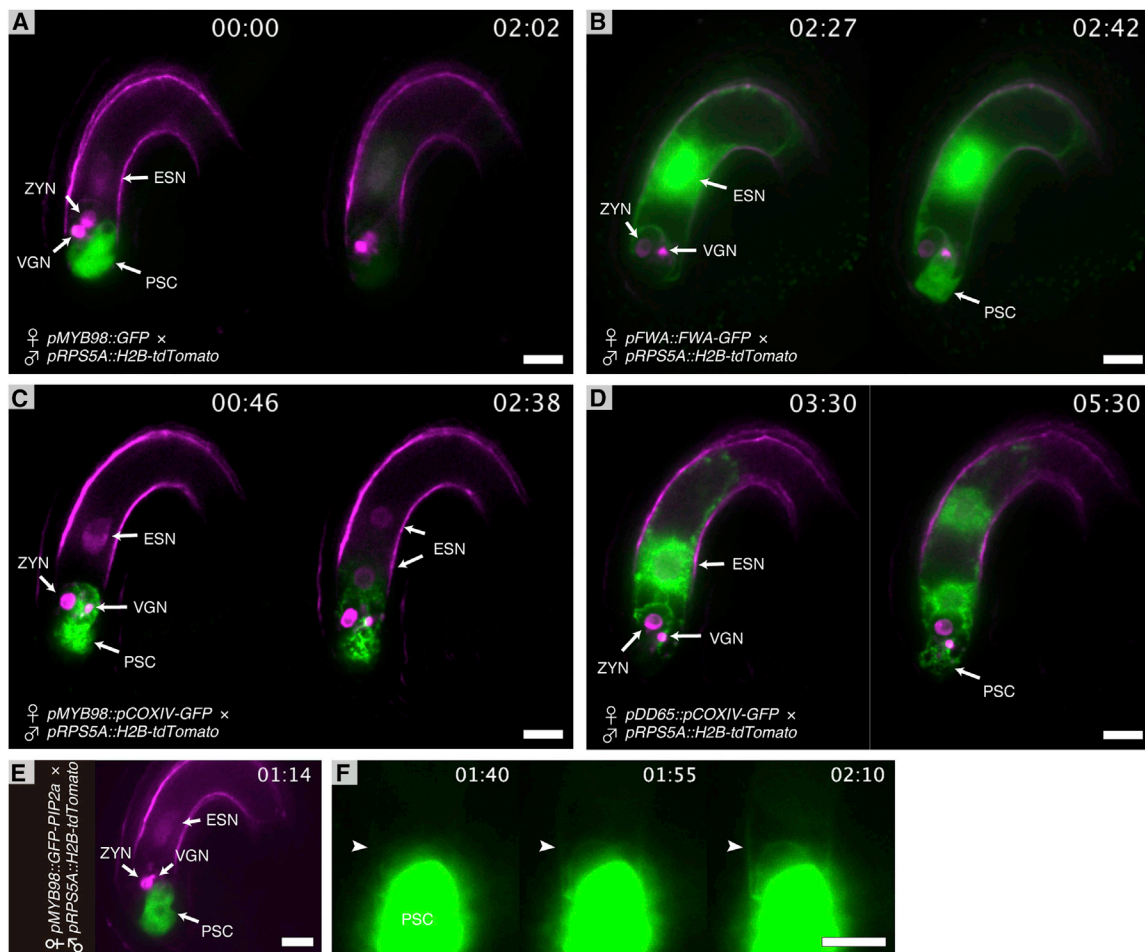 A
00:00
02:02
ESN
ZYN
VGN
PSC
♀ pMYB98::GFP ×
♂ pRPS5A::H2B-tdTomato
B
02:27
02:42
ESN
ZYN
VGN
PSC
♀ pFWA::FWA-GFP ×
♂ pRPS5A::H2B-tdTomato
C
00:46
02:38
ESN
ESN
ZYN
VGN
PSC
♀ pMYB98::pCOXIV-GFP ×
♂ pRPS5A::H2B-tdTomato
D
03:30
05:30
ESN
VGN
ZYN
PSC
♀ pDD65::pCOXIV-GFP ×
♂ pRPS5A::H2B-tdTomato
E
♀ pMYB98::GFP-PIP2a ×
♂ pRPS5A::H2B-tdTomato
01:14
ESN
ZYN
VGN
PSC
F
01:40
01:55
02:10
PSC